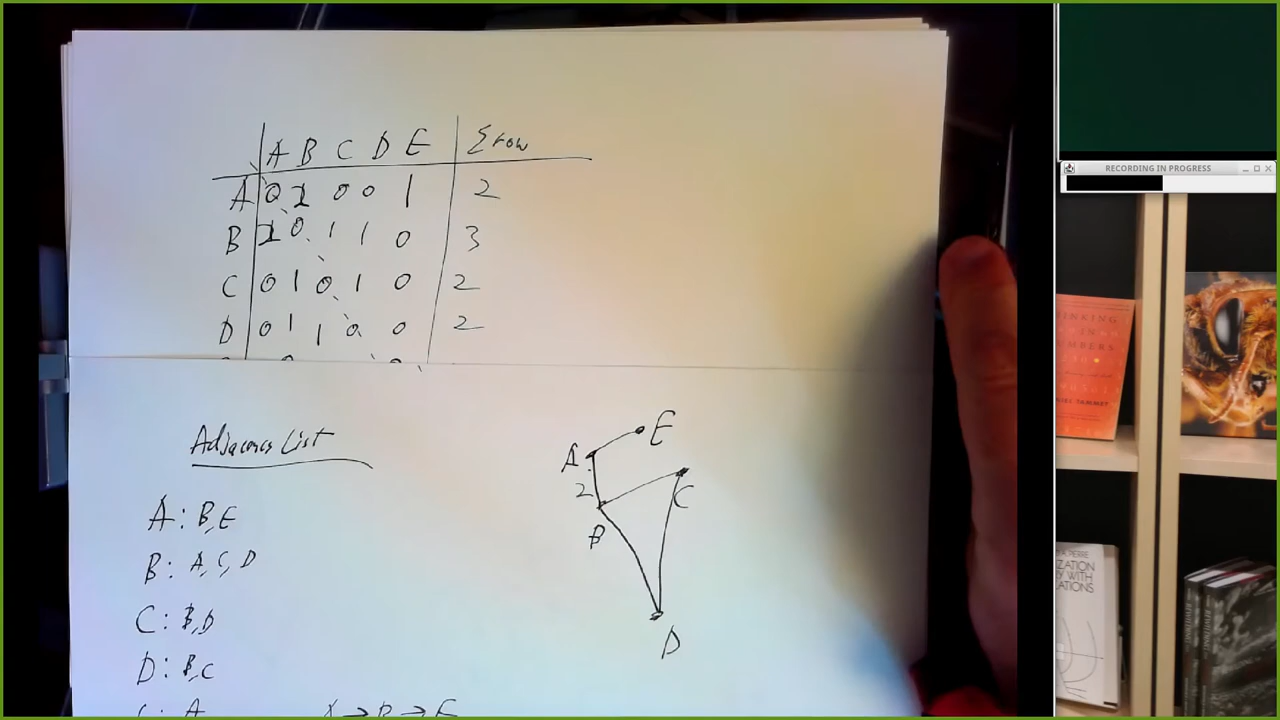 A B C D E Σrow
A 0 1 0 0 1 2
B 1 0 1 1 0 3
C 0 1 0 1 0 2
D 0 1 1 0 0 2
Adjacency List
A: B, E
B: A, C, D
C: B, D
D: B, C
E
A
2
C
B
D
RECORDING IN PROGRESS